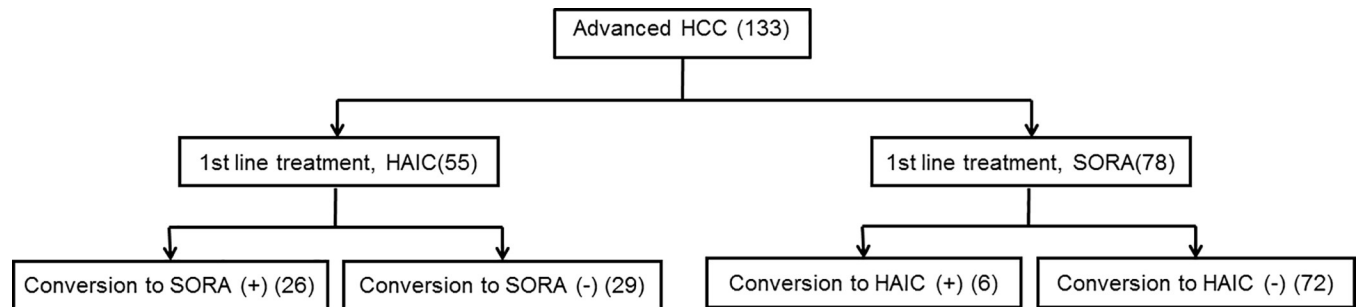 Advanced HCC (133)
1st line treatment, HAIC(55)
1st line treatment, SORA(78)
Conversion to SORA (+) (26)
Conversion to SORA (-) (29)
Conversion to HAIC (+) (6)
Conversion to HAIC (-) (72)